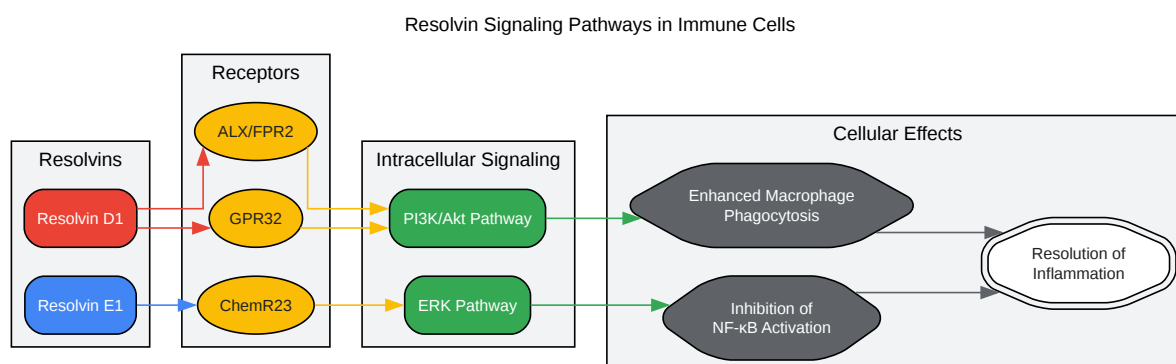 Resolvin Signaling Pathways in Immune Cells
Resolvins
Resolvin D1
Resolvin E1
Receptors
ALX/FPR2
GPR32
ChemR23
Intracellular Signaling
PI3K/Akt Pathway
ERK Pathway
Cellular Effects
Enhanced Macrophage
Phagocytosis
Inhibition of
NF-κB Activation
Resolution of
Inflammation